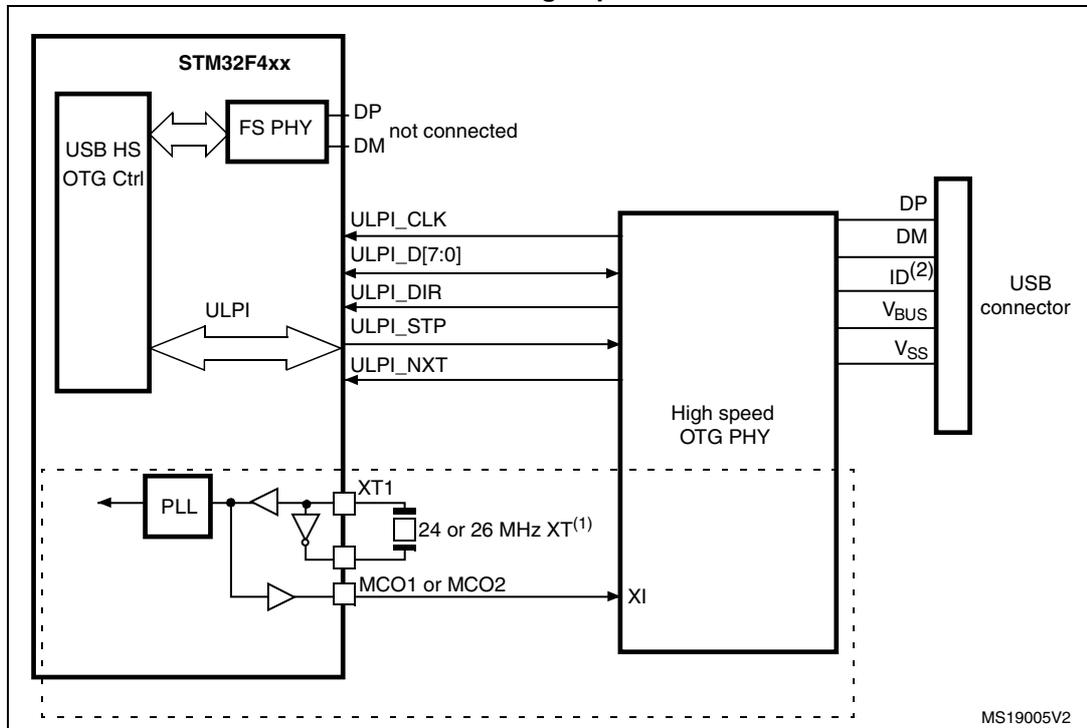 STM32F4xx
FS PHY
DP
DM
not connected
USB HS
OTG Ctrl
ULPI
ULPI_CLK
ULPI_D[7:0]
ULPI_DIR
ULPI_STP
ULPI_NXT
High speed
OTG PHY
DP
DM
ID(2)
VBUS
VSS
USB
connector
PLL
XT1
24 or 26 MHz XT(1)
MCO1 or MCO2
XI
MS19005V2